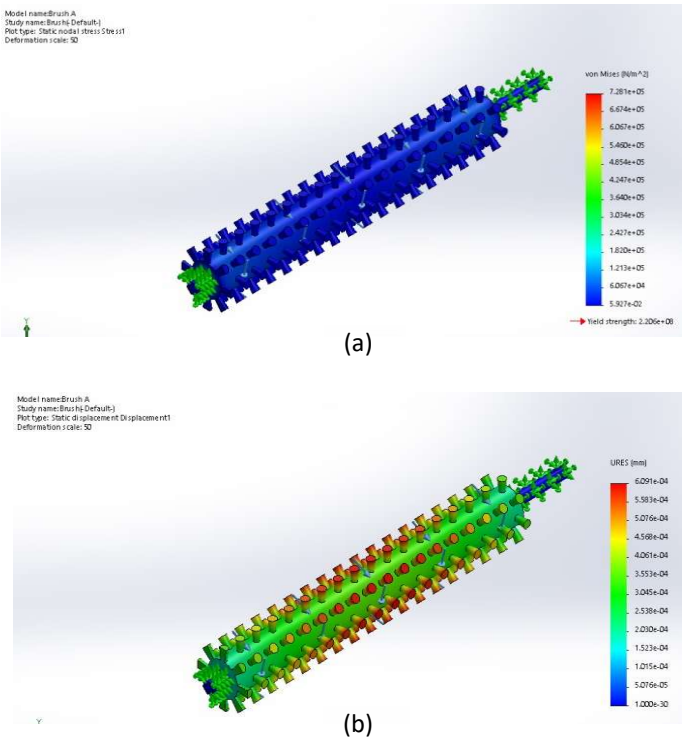 Model name:Brush A
Study name:Brush(-Default-)
Plot type: Static nodal stress Stress1
Deformation scale: 50
von Mises (N/m^2)
7.281e+05
6.674e+05
6.067e+05
5.460e+05
4.854e+05
4.247e+05
3.640e+05
3.034e+05
2.427e+05
1.820e+05
1.213e+05
6.067e+04
5.927e-02
Yield strength: 2.206e+08
Y
(a)
Model name:Brush A
Study name:Brush(-Default-)
Plot type: Static displacement Displacement1
Deformation scale: 50
URES (mm)
6.091e-04
5.583e-04
5.076e-04
4.568e-04
4.061e-04
3.553e-04
3.045e-04
2.538e-04
2.030e-04
1.523e-04
1.015e-04
5.076e-05
1.000e-30
Y
(b)